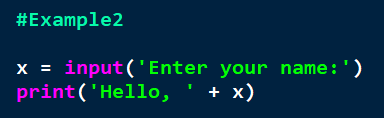 #Example2
x = input('Enter your name:')
print('Hello, ' + x)